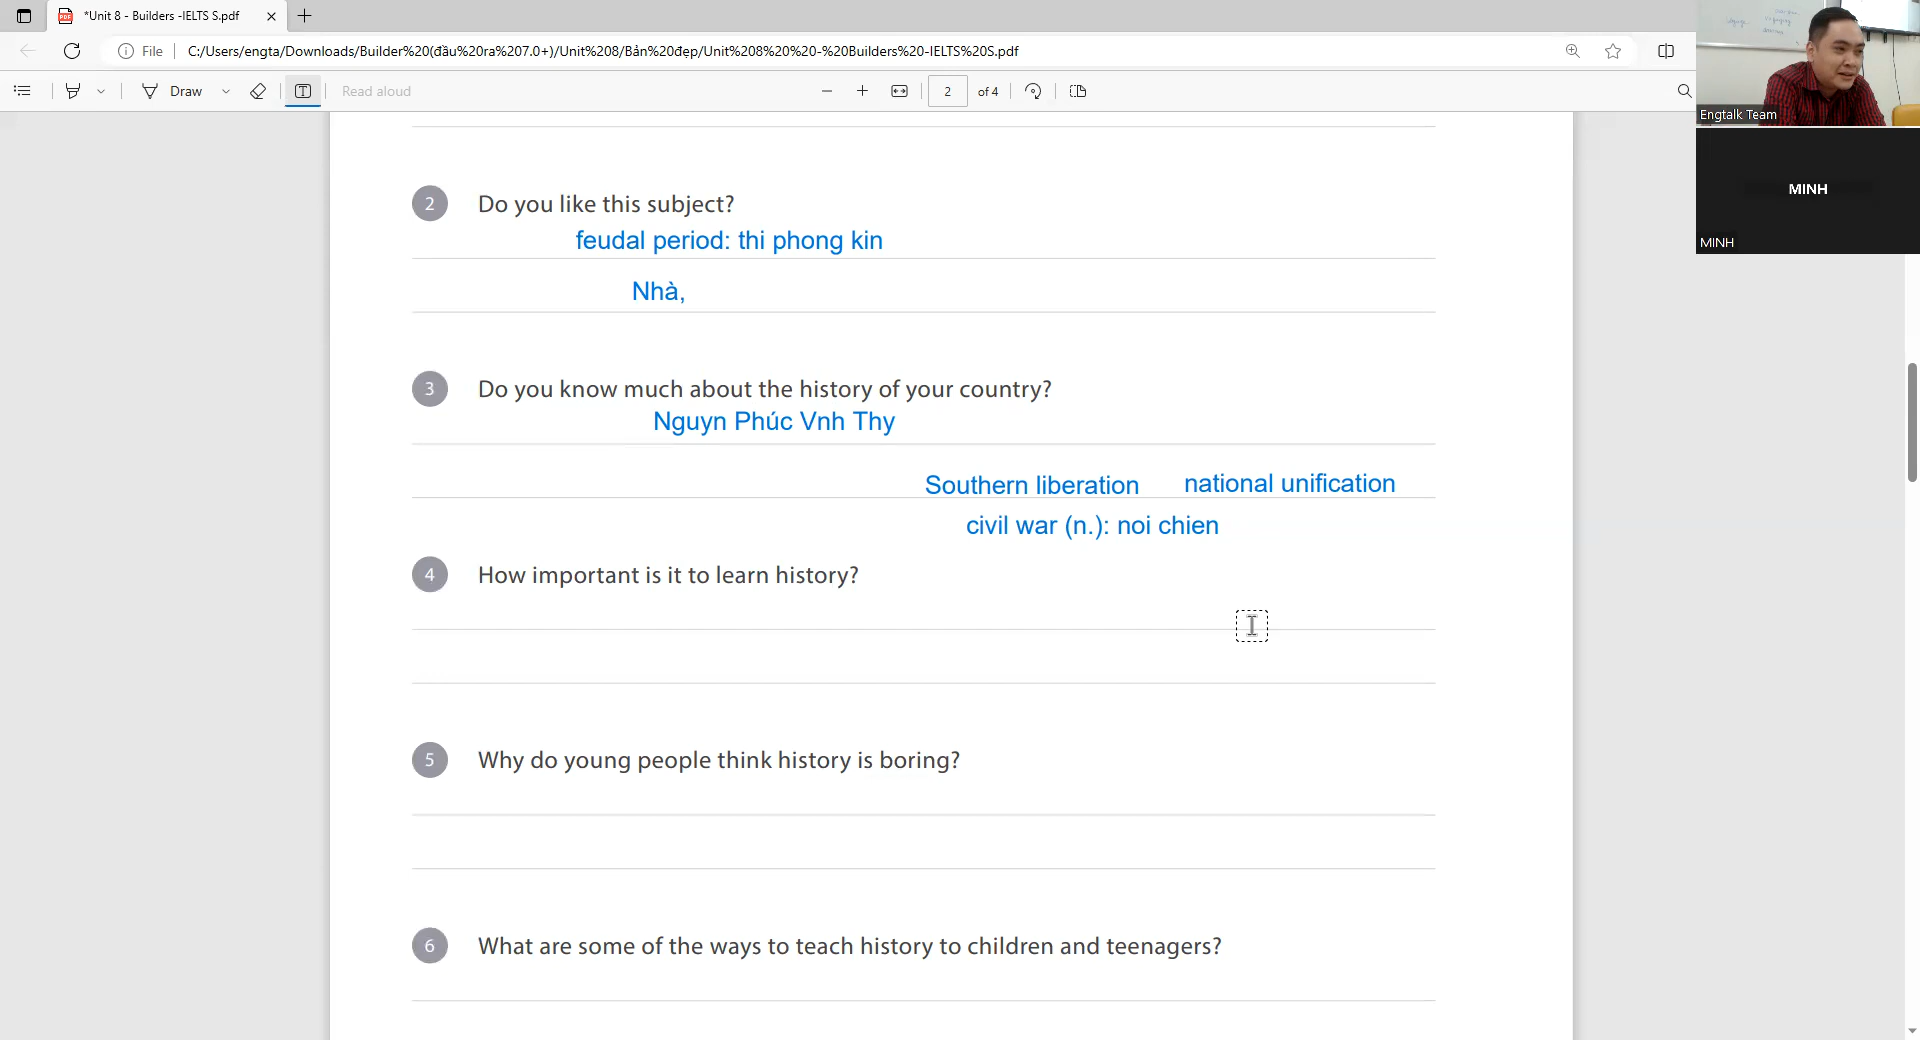 *Unit 8 - Builders -IELTS S.pdf
File
C:/Users/engta/Downloads/Builder%20(đầu%20ra%207.0+)/Unit%208/Bản%20đẹp/Unit%208%20%20-%20Builders%20-IELTS%20S.pdf
Draw
Read aloud
2 of 4
Engtalk Team
MINH
MINH
2 Do you like this subject?
feudal period: thi phong kin
Nhà,
3 Do you know much about the history of your country?
Nguyn Phúc Vnh Thy
Southern liberation national unification
civil war (n.): noi chien
4 How important is it to learn history?
5 Why do young people think history is boring?
6 What are some of the ways to teach history to children and teenagers?